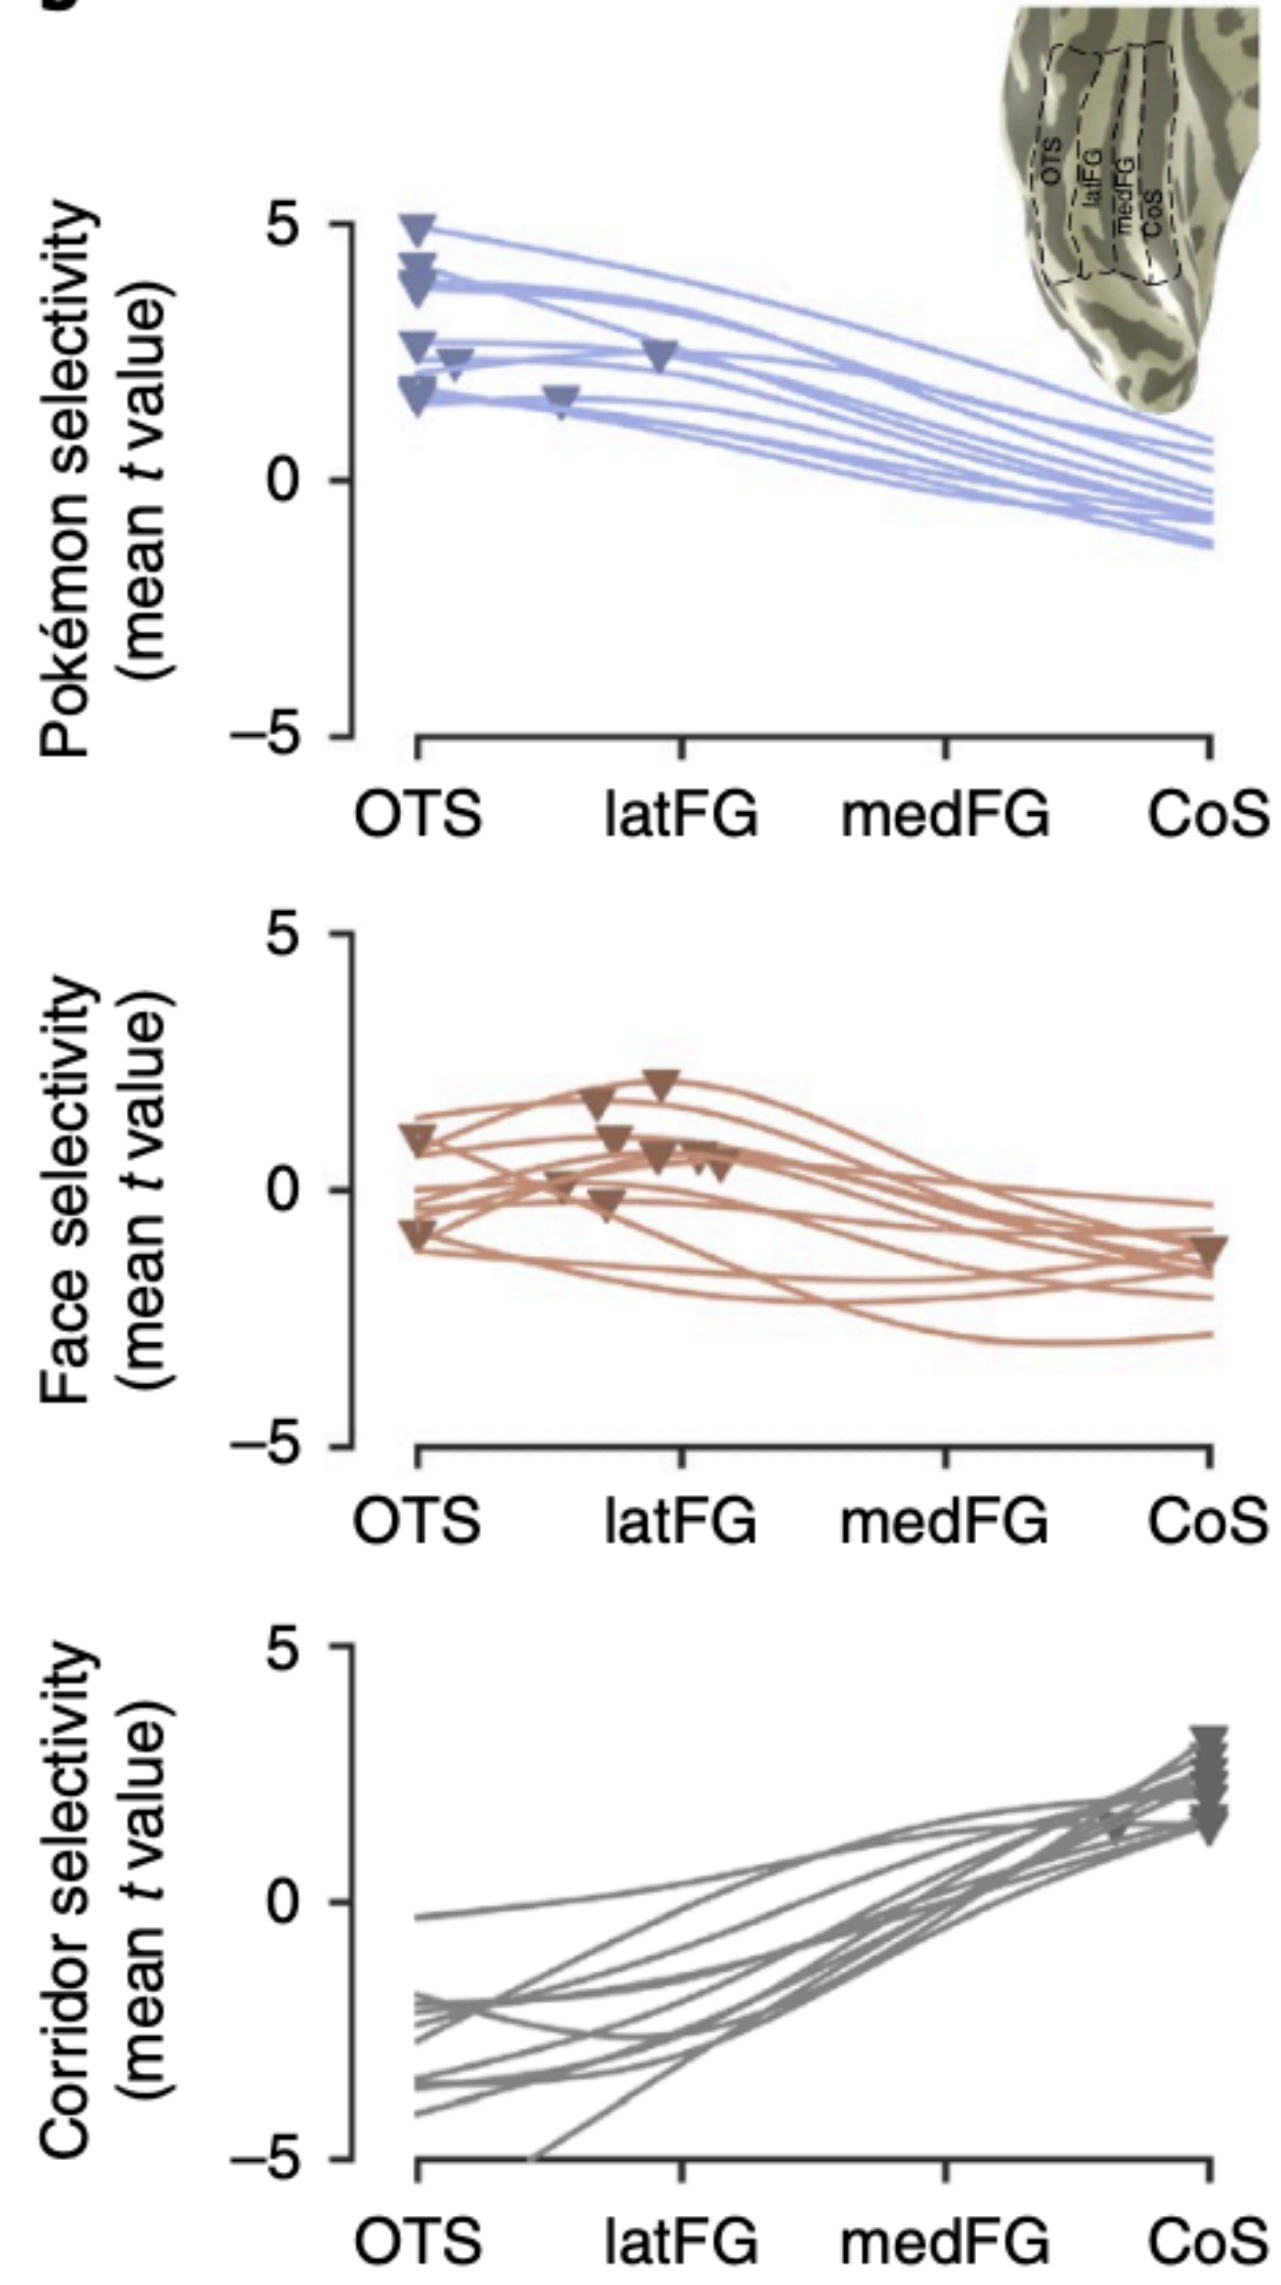 OTS
latFG
medFG
CoS
Pokémon selectivity
(mean t value)
5
0
–5
OTS latFG medFG CoS
Face selectivity
(mean t value)
5
0
–5
OTS latFG medFG CoS
Corridor selectivity
(mean t value)
5
0
–5
OTS latFG medFG CoS